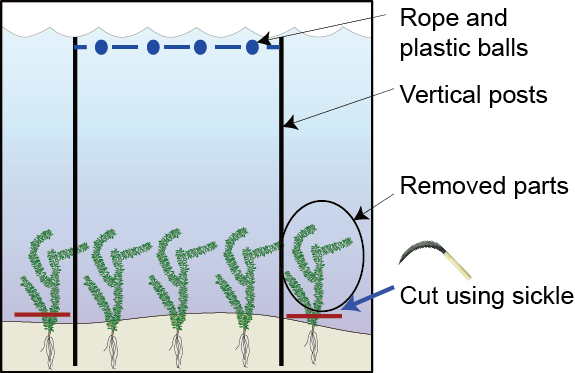 Rope and
plastic balls
Vertical posts
Removed parts
Cut using sickle